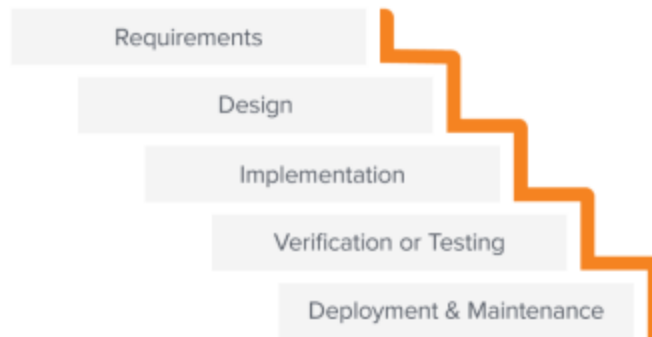 Requirements
Design
Implementation
Verification or Testing
Deployment & Maintenance